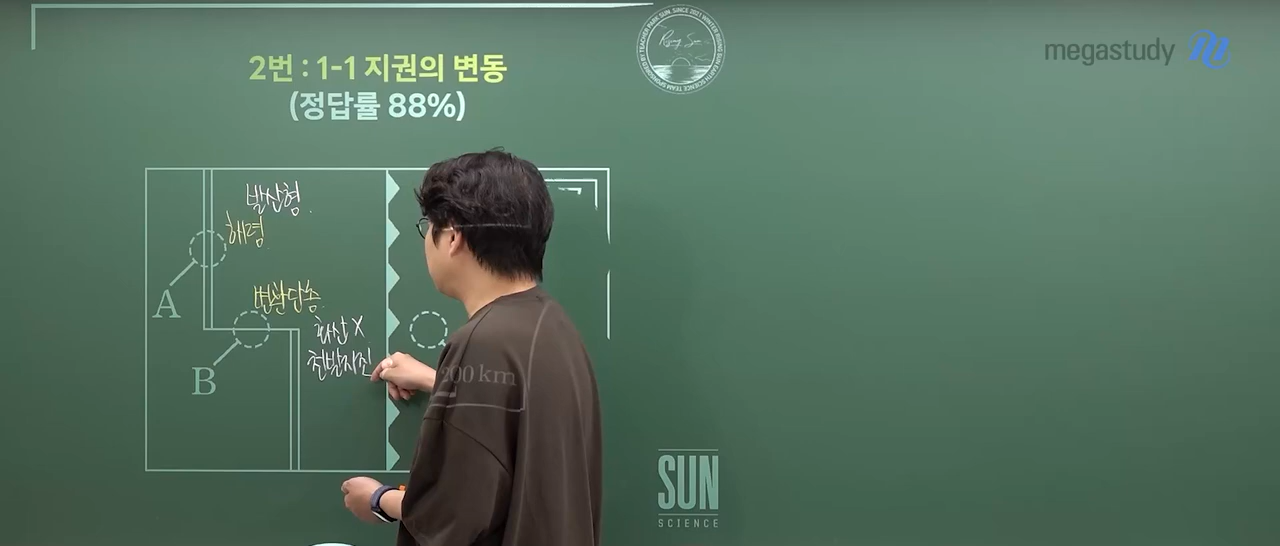 megastudy
2번 : 1-1 지권의 변동
(정답률 88%)
발산형.
해령.
A
변환단층.
화산 X
천발지진
B
200 km
SUN
SCIENCE